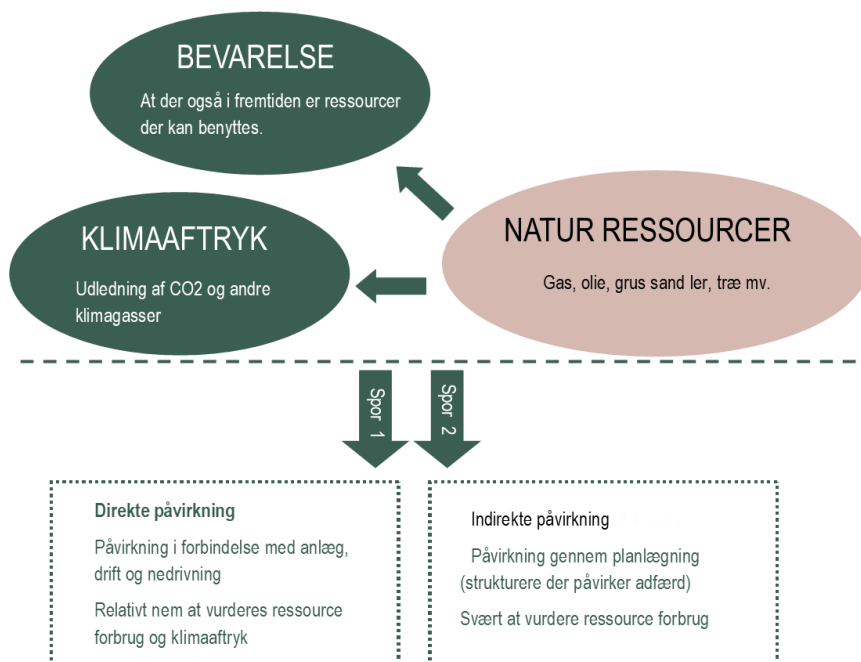 BEVARELSE
At der også i fremtiden er ressourcer
der kan benyttes.
KLIMAAFTRYK
Udledning af CO2 og andre
klimagasser
NATUR RESSOURCER
Gas, olie, grus sand ler, træ mv.
Spor 1
Spor 2
Direkte påvirkning
Påvirkning i forbindelse med anlæg,
drift og nedrivning
Relativt nem at vurderes ressource
forbrug og klimaaftryk
Indirekte påvirkning
Påvirkning gennem planlægning
(strukturere der påvirker adfærd)
Svært at vurdere ressource forbrug